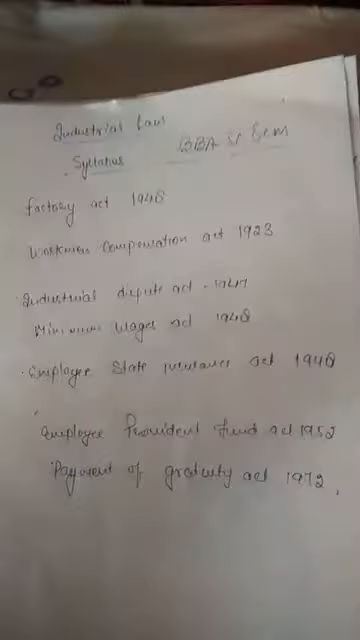 Industrial Law
Syllabus BBA V Sem
factory act 1948
Workmen Compensation act 1923
Industrial dispute act 1947
Minimum wages act 1948
Employee State insurance act 1948
Employee Provident Fund act 1952
Payment of gratuity act 1972.